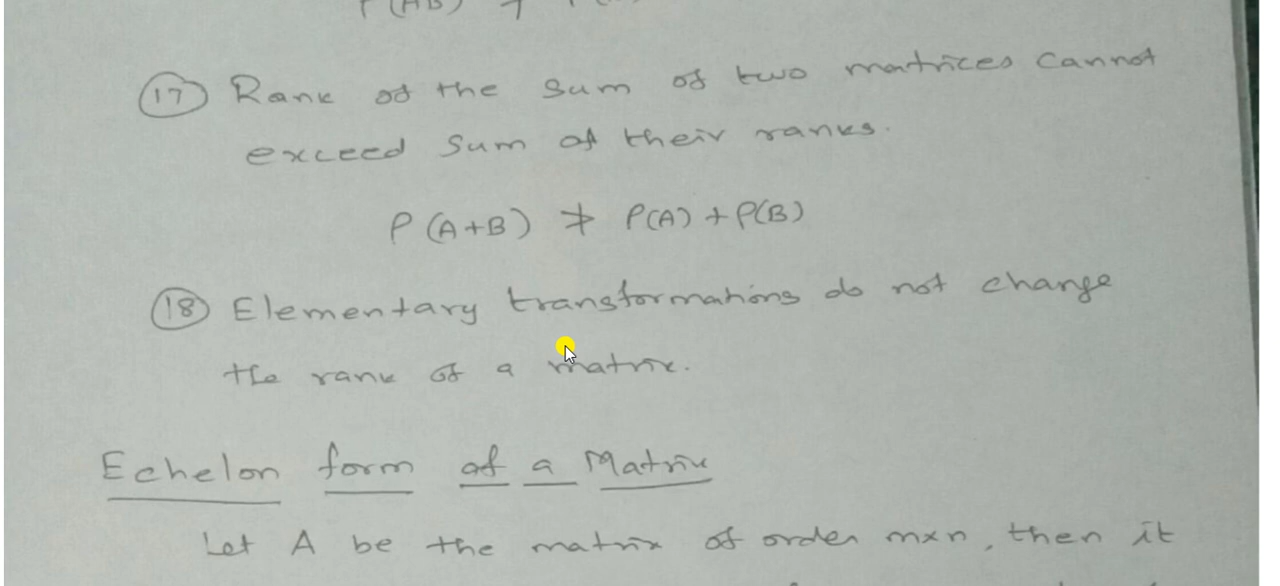 (17) Rank of the sum of two matrices cannot
exceed sum of their ranks.
ρ(A+B) ≯ ρ(A) + ρ(B)
(18) Elementary transformations do not change
the rank of a matrix.
Echelon form of a Matrix
Let A be the matrix of order mxn, then it